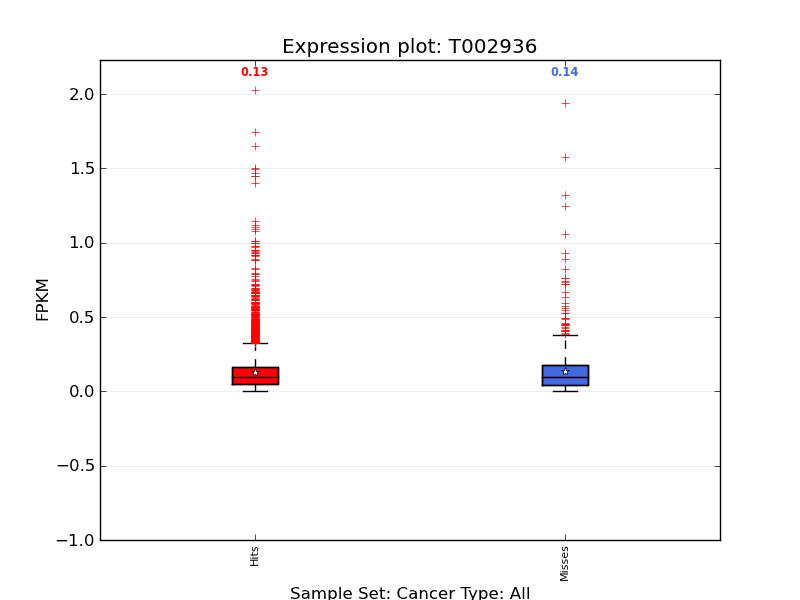 Expression plot: T002936
0.13
0.14
2.0
1.5
1.0
0.5
0.0
−0.5
−1.0
FPKM
Hits
Misses
Sample Set: Cancer Type: All